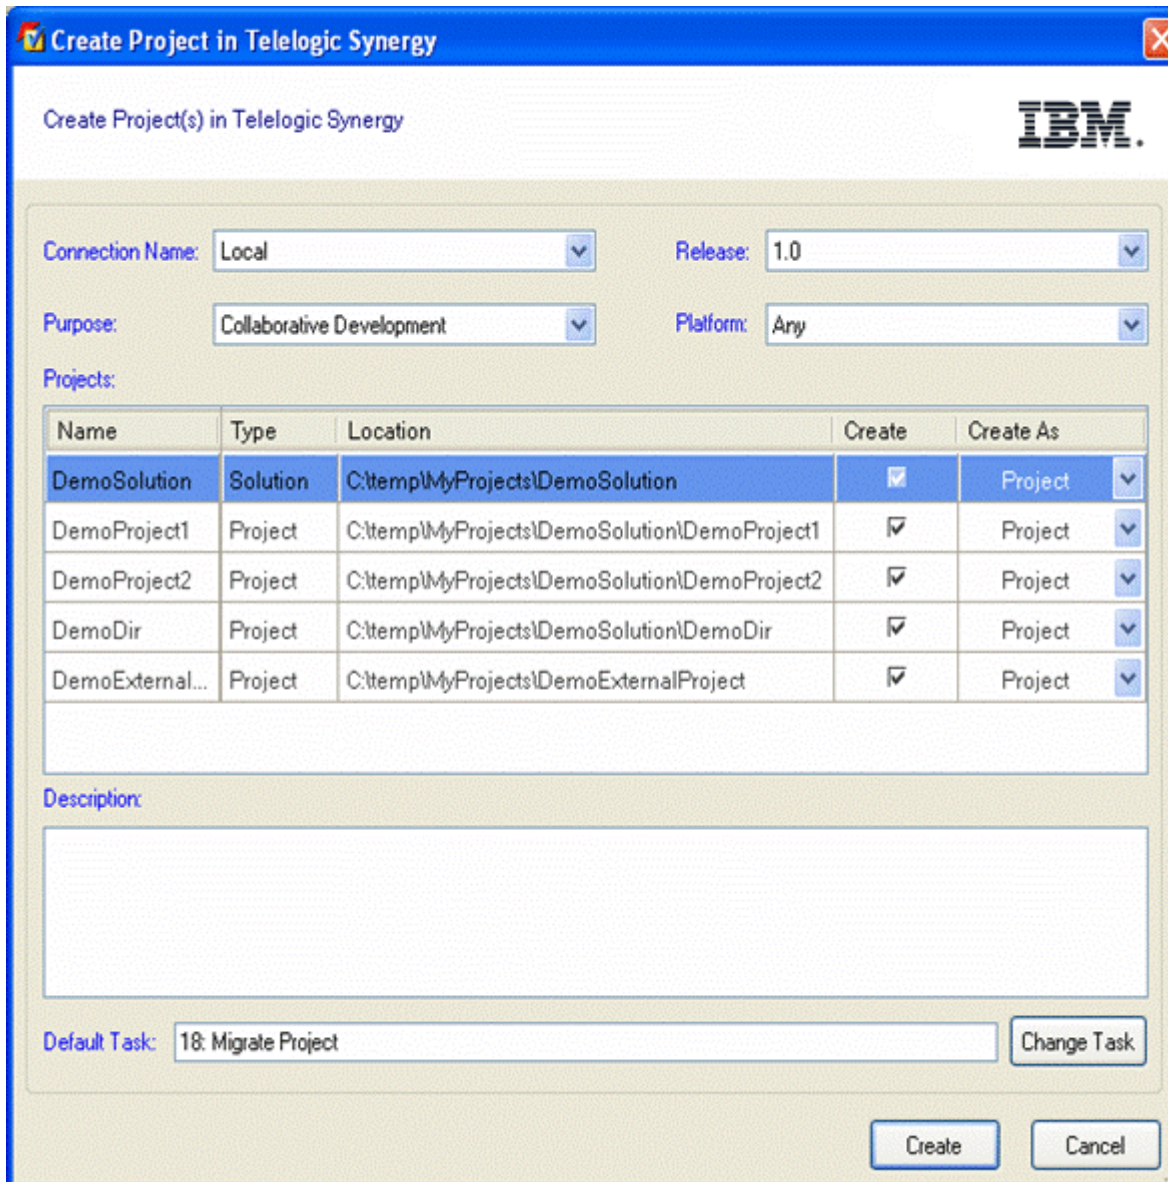 Create Project in Telelogic Synergy
Create Project(s) in Telelogic Synergy
IBM.
Connection Name: Local Release: 1.0
Purpose: Collaborative Development Platform: Any
Projects:
Name Type Location Create Create As
DemoSolution Solution C:\temp\MyProjects\DemoSolution Project
DemoProject1 Project C:\temp\MyProjects\DemoSolution\DemoProject1 Project
DemoProject2 Project C:\temp\MyProjects\DemoSolution\DemoProject2 Project
DemoDir Project C:\temp\MyProjects\DemoSolution\DemoDir Project
DemoExternal... Project C:\temp\MyProjects\DemoExternalProject Project
Description:
Default Task: 18: Migrate Project Change Task
Create Cancel